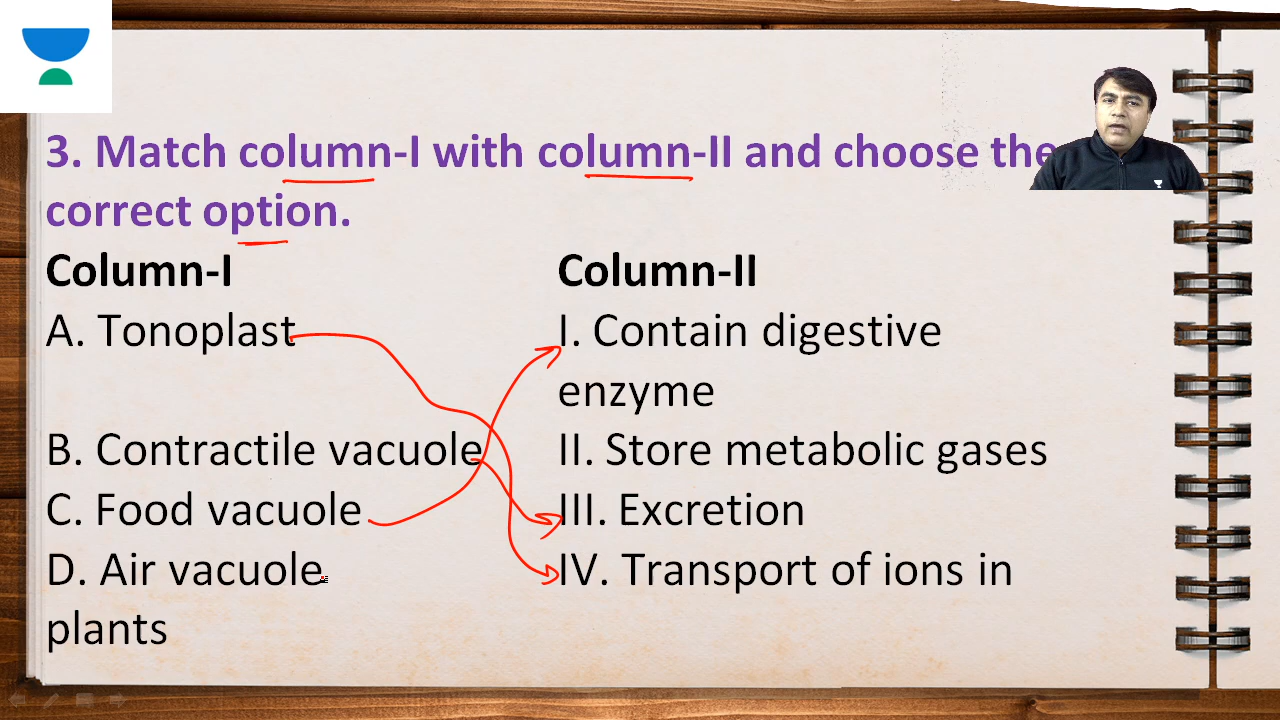 3. Match column-I with column-II and choose the
correct option.
Column-I Column-II
A. Tonoplast I. Contain digestive
enzyme
B. Contractile vacuole II. Store metabolic gases
C. Food vacuole III. Excretion
D. Air vacuole IV. Transport of ions in
plants